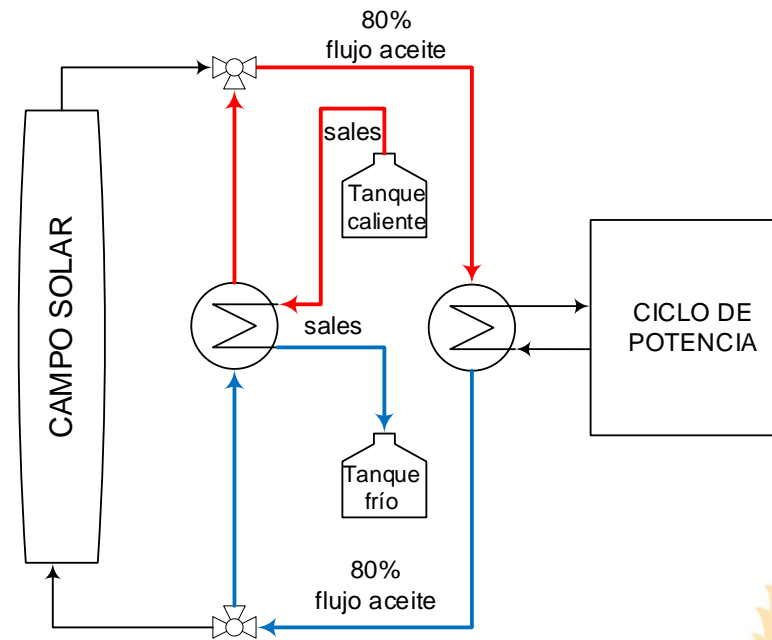 80%
flujo aceite
sales
Tanque
caliente
CAMPO SOLAR
sales
CICLO DE
POTENCIA
Tanque
frío
80%
flujo aceite